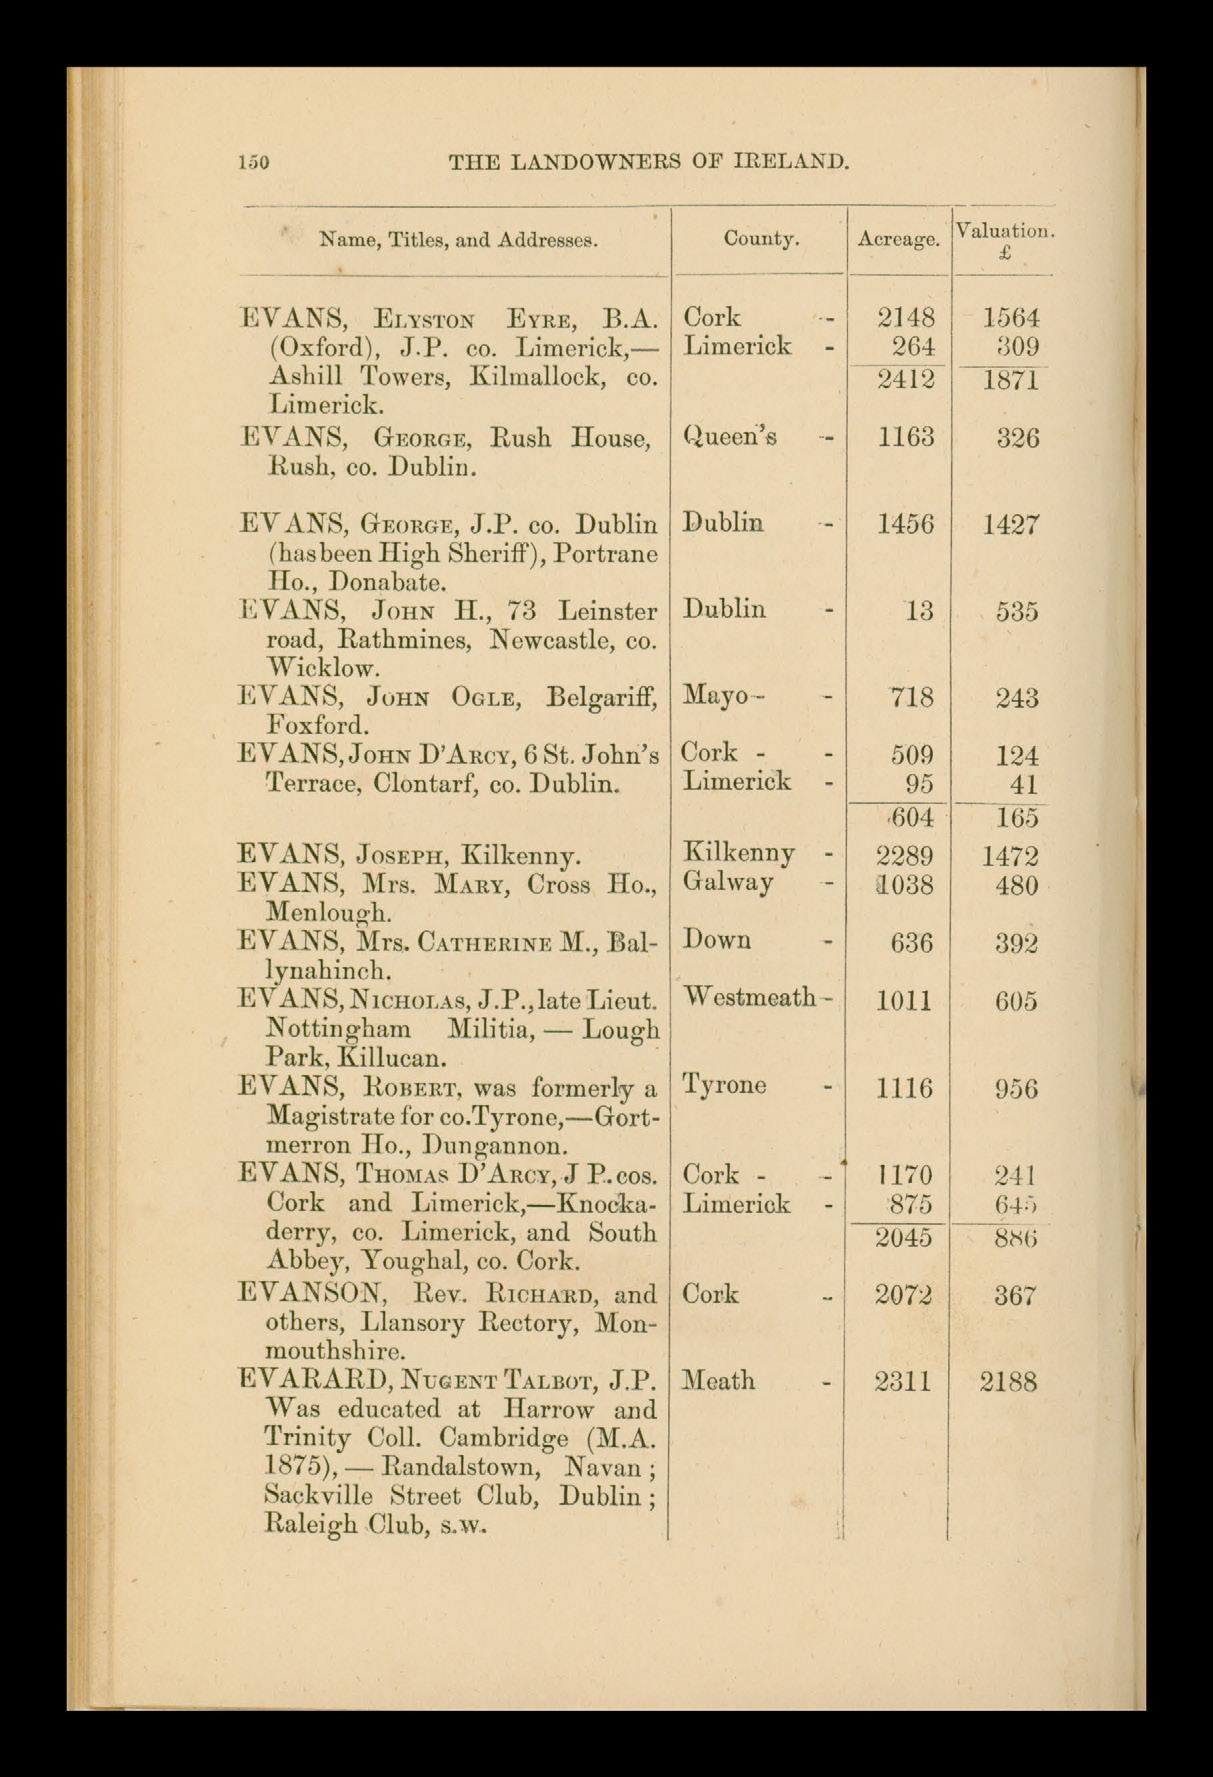 150 THE LANDOWNERS OF IRELAND.
Name, Titles, and Addresses. County. Acreage. Valuation.
£
EVANS, ELYSTON EYRE, B.A. Cork - 2148 1564
(Oxford), J.P. co. Limerick,— Limerick - 264 309
Ashill Towers, Kilmallock, co. 2412 1871
Limerick.
EVANS, GEORGE, Rush House, Queen's - 1163 326
Rush, co. Dublin.
EVANS, GEORGE, J.P. co. Dublin Dublin - 1456 1427
(has been High Sheriff), Portrane
Ho., Donabate.
EVANS, JOHN H., 73 Leinster Dublin - 13 535
road, Rathmines, Newcastle, co.
Wicklow.
EVANS, JOHN OGLE, Belgariff, Mayo - - 718 243
Foxford.
EVANS, JOHN D'ARCY, 6 St. John's Cork - - 509 124
Terrace, Clontarf, co. Dublin. Limerick - 95 41
604 165
EVANS, JOSEPH, Kilkenny. Kilkenny - 2289 1472
EVANS, Mrs. MARY, Cross Ho., Galway - 1038 480
Menlough.
EVANS, Mrs. CATHERINE M., Bal- Down - 636 392
lynahinch.
EVANS, NICHOLAS, J.P., late Lieut. Westmeath - 1011 605
Nottingham Militia, — Lough
Park, Killucan.
EVANS, ROBERT, was formerly a Tyrone - 1116 956
Magistrate for co. Tyrone,—Gort-
merron Ho., Dungannon.
EVANS, THOMAS D'ARCY, J P. cos. Cork - - 1170 241
Cork and Limerick,—Knocka- Limerick - 875 645
derry, co. Limerick, and South 2045 886
Abbey, Youghal, co. Cork.
EVANSON, Rev. RICHARD, and Cork - 2072 367
others, Llansory Rectory, Mon-
mouthshire.
EVARARD, NUGENT TALBOT, J.P. Meath - 2311 2188
Was educated at Harrow and
Trinity Coll. Cambridge (M.A.
1875), — Randalstown, Navan ;
Sackville Street Club, Dublin ;
Raleigh Club, s.w.